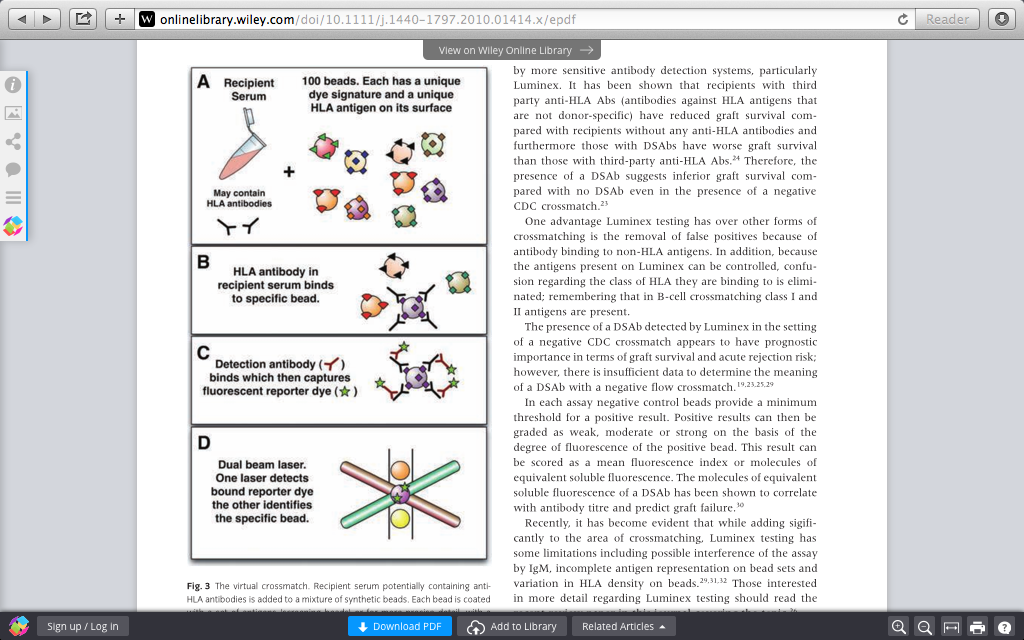 onlinelibrary.wiley.com/doi/10.1111/j.1440-1797.2010.01414.x/epdf
Reader
View on Wiley Online Library
A
Recipient
Serum
100 beads. Each has a unique
dye signature and a unique
HLA antigen on its surface
+
May contain
HLA antibodies
B
HLA antibody in
recipient serum binds
to specific bead.
C
Detection antibody ( )
binds which then captures
fluorescent reporter dye ( )
D
Dual beam laser.
One laser detects
bound reporter dye
the other identifies
the specific bead.
Fig. 3 The virtual crossmatch. Recipient serum potentially containing anti-
HLA antibodies is added to a mixture of synthetic beads. Each bead is coated
by more sensitive antibody detection systems, particularly
Luminex. It has been shown that recipients with third
party anti-HLA Abs (antibodies against HLA antigens that
are not donor-specific) have reduced graft survival com-
pared with recipients without any anti-HLA antibodies and
furthermore those with DSAbs have worse graft survival
than those with third-party anti-HLA Abs.24 Therefore, the
presence of a DSAb suggests inferior graft survival com-
pared with no DSAb even in the presence of a negative
CDC crossmatch.23
One advantage Luminex testing has over other forms of
crossmatching is the removal of false positives because of
antibody binding to non-HLA antigens. In addition, because
the antigens present on Luminex can be controlled, confu-
sion regarding the class of HLA they are binding to is elimi-
nated; remembering that in B-cell crossmatching class I and
II antigens are present.
The presence of a DSAb detected by Luminex in the setting
of a negative CDC crossmatch appears to have prognostic
importance in terms of graft survival and acute rejection risk;
however, there is insufficient data to determine the meaning
of a DSAb with a negative flow crossmatch.19,23,25,29
In each assay negative control beads provide a minimum
threshold for a positive result. Positive results can then be
graded as weak, moderate or strong on the basis of the
degree of fluorescence of the positive bead. This result can
be scored as a mean fluorescence index or molecules of
equivalent soluble fluorescence. The molecules of equivalent
soluble fluorescence of a DSAb has been shown to correlate
with antibody titre and predict graft failure.30
Recently, it has become evident that while adding sigifi-
cantly to the area of crossmatching, Luminex testing has
some limitations including possible interference of the assay
by IgM, incomplete antigen representation on bead sets and
variation in HLA density on beads.29,31,32 Those interested
in more detail regarding Luminex testing should read the
Sign up / Log in
Download PDF
Add to Library
Related Articles